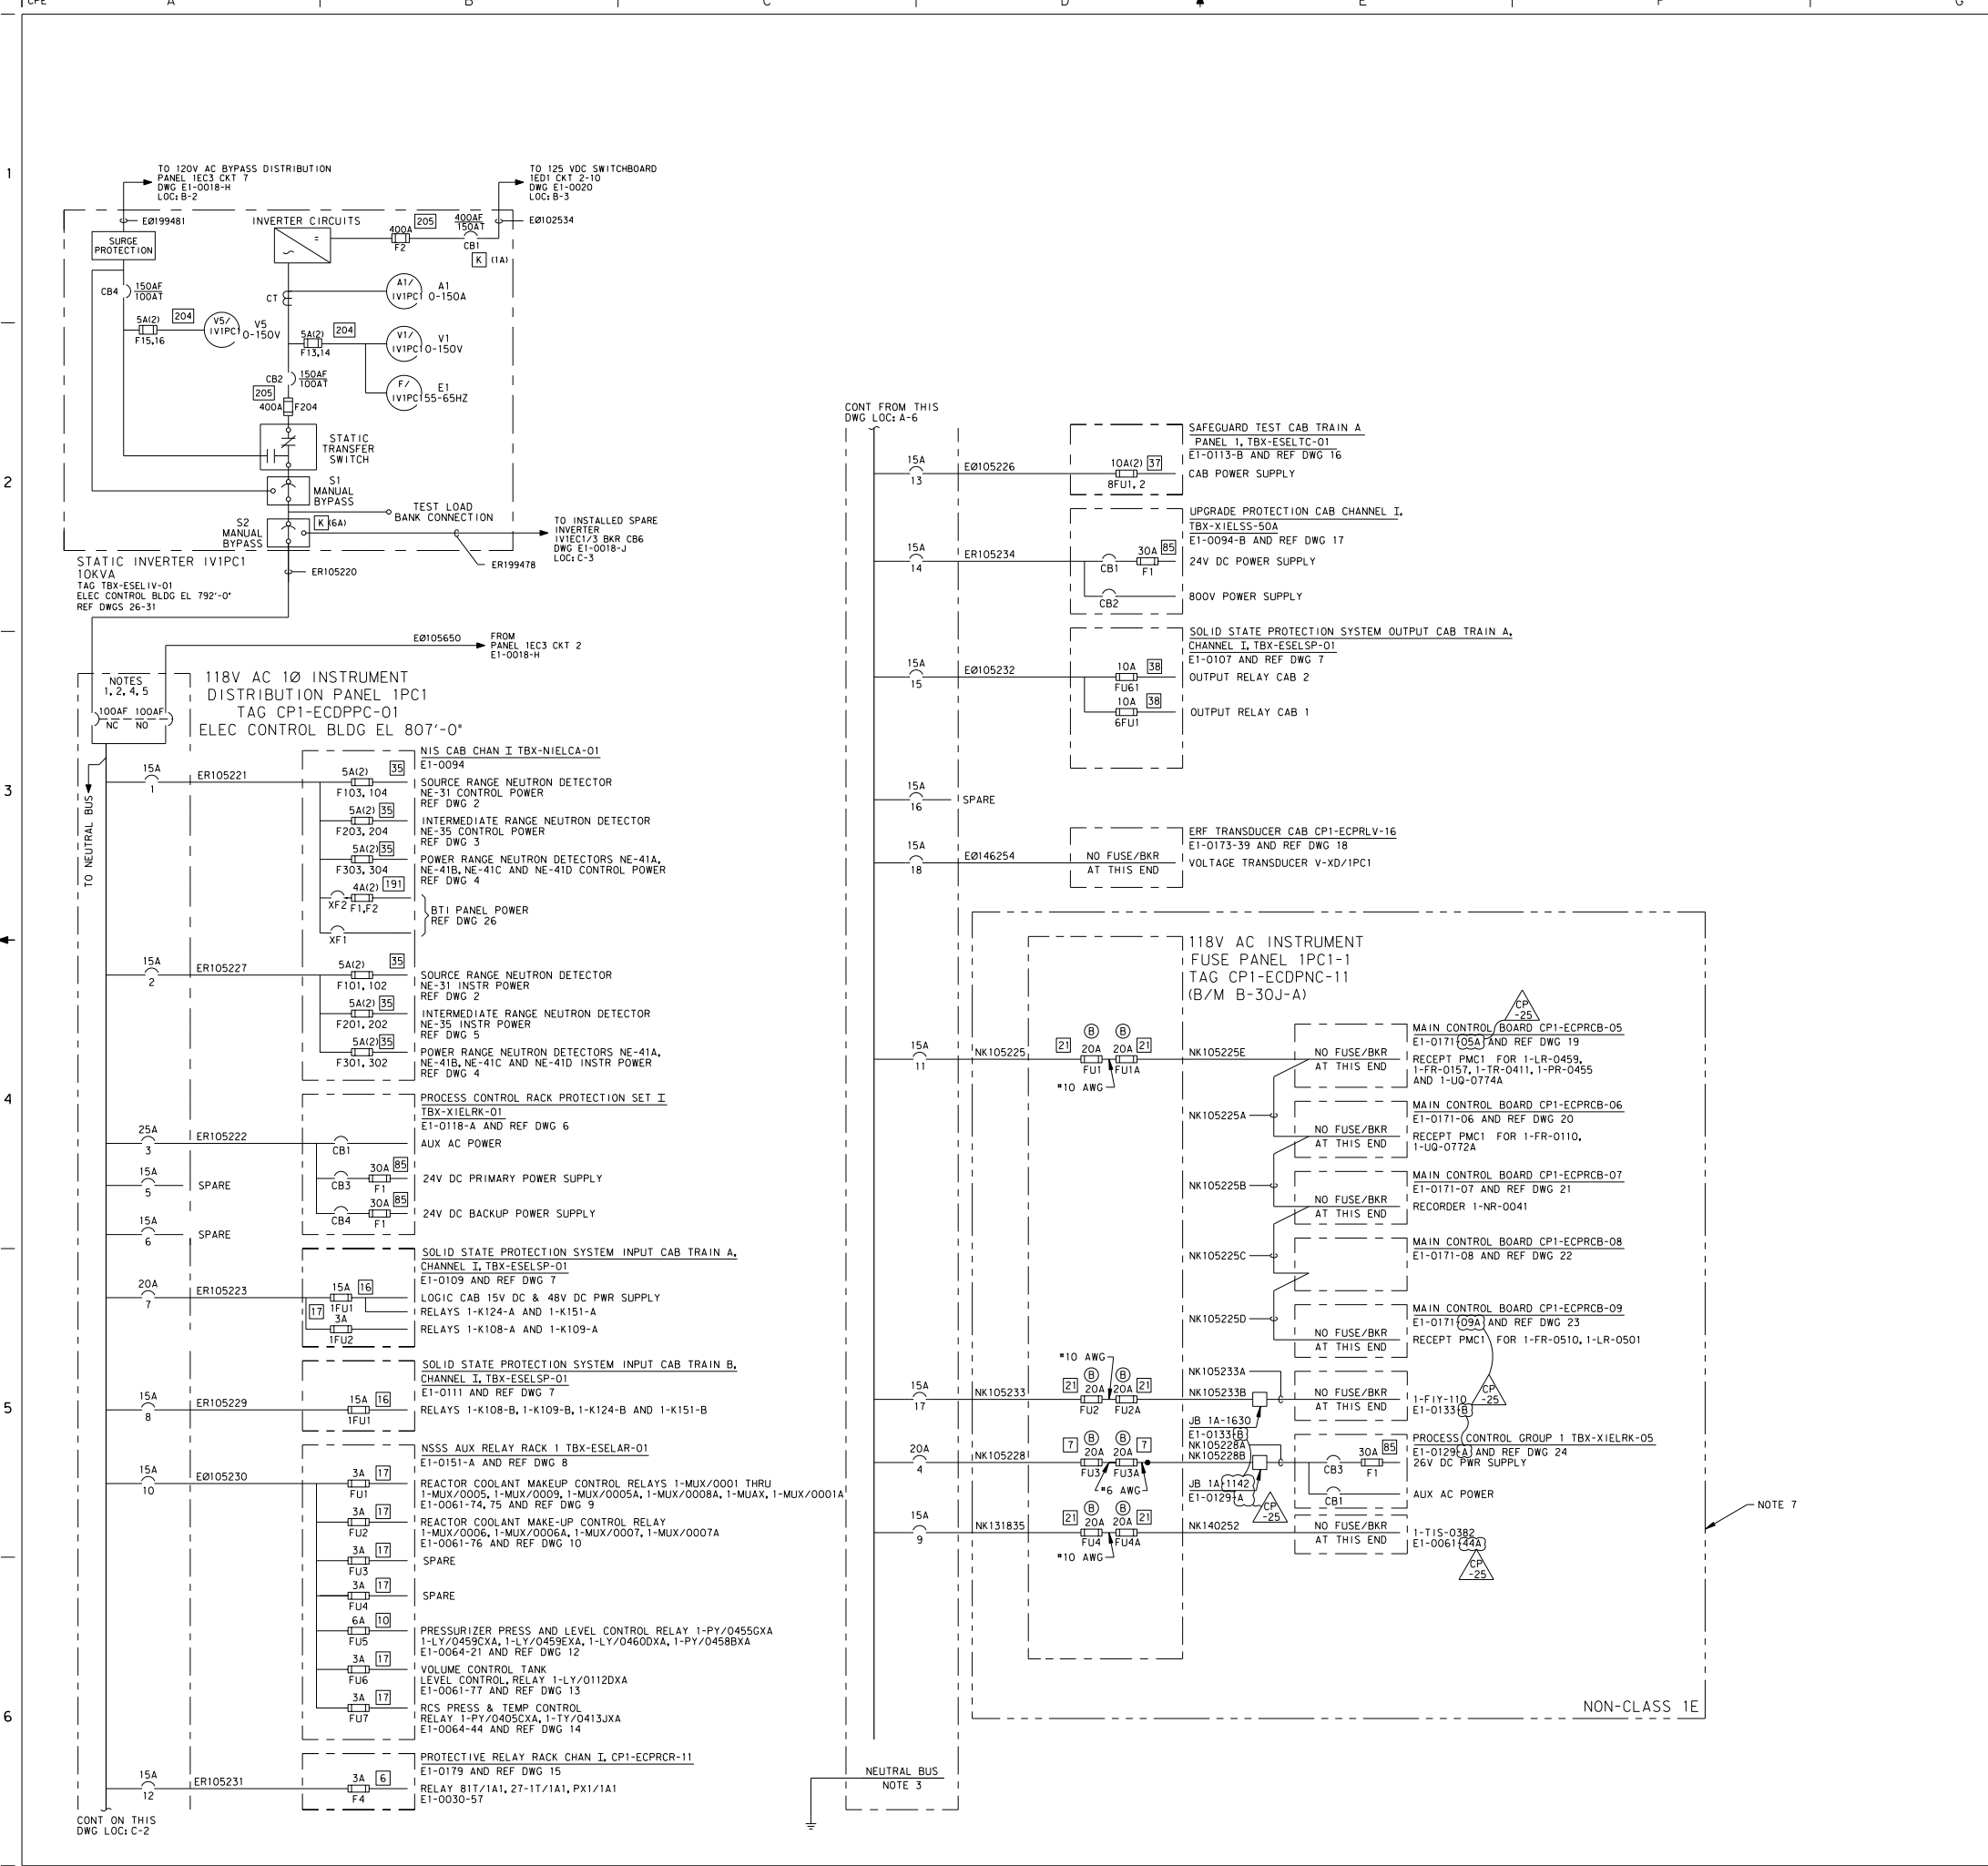 CPE
A
B
C
D
E
F
G
1
2
3
4
5
6
TO 120V AC BYPASS DISTRIBUTION
PANEL 1EC3 CKT 7
DWG E1-0018-H
LOC: B-2
TO 125 VDC SWITCHBOARD
1ED1 CKT 2-10
DWG E1-0020
LOC: B-3
EØ199481
INVERTER CIRCUITS
205
400A
F2
400AF
150AT
CB1
EØ102534
K (1A)
SURGE
PROTECTION
=
CB4
150AF
100AT
CT
A1/
1V1PC1
A1
0-150A
5A(2)
F15,16
204
V5/
1V1PC1
V5
0-150V
5A(2)
F13,14
204
V1/
1V1PC1
V1
0-150V
CB2
150AF
100AT
205
400A
F204
F/
1V1PC1
E1
55-65HZ
STATIC
TRANSFER
SWITCH
S1
MANUAL
BYPASS
TEST LOAD
BANK CONNECTION
S2
MANUAL
BYPASS
K (6A)
TO INSTALLED SPARE
INVERTER
1V1EC1/3 BKR CB6
DWG E1-0018-J
LOC: C-3
ER199478
STATIC INVERTER IV1PC1
10KVA
TAG TBX-ESELIV-01
ELEC CONTROL BLDG EL 792'-0"
REF DWGS 26-31
ER105220
EØ105650
FROM
PANEL 1EC3 CKT 2
E1-0018-H
NOTES
1, 2, 4, 5
100AF 100AF
NC NO
118V AC 1Ø INSTRUMENT
DISTRIBUTION PANEL 1PC1
TAG CP1-ECDPPC-01
ELEC CONTROL BLDG EL 807'-0"
TO NEUTRAL BUS
15A
1
ER105221
NIS CAB CHAN I TBX-NIELCA-01
E1-0094
5A(2) 35
F103, 104
SOURCE RANGE NEUTRON DETECTOR
NE-31 CONTROL POWER
REF DWG 2
5A(2) 35
F203, 204
INTERMEDIATE RANGE NEUTRON DETECTOR
NE-35 CONTROL POWER
REF DWG 3
5A(2) 35
F303, 304
POWER RANGE NEUTRON DETECTORS NE-41A,
NE-41B, NE-41C AND NE-41D CONTROL POWER
REF DWG 4
4A(2) 191
XF2 F1,F2
BTI PANEL POWER
REF DWG 26
XF1
15A
2
ER105227
5A(2) 35
F101, 102
SOURCE RANGE NEUTRON DETECTOR
NE-31 INSTR POWER
REF DWG 2
5A(2) 35
F201, 202
INTERMEDIATE RANGE NEUTRON DETECTOR
NE-35 INSTR POWER
REF DWG 5
5A(2) 35
F301, 302
POWER RANGE NEUTRON DETECTORS NE-41A,
NE-41B, NE-41C AND NE-41D INSTR POWER
REF DWG 4
PROCESS CONTROL RACK PROTECTION SET I
TBX-XIELRK-01
E1-0118-A AND REF DWG 6
25A
3
ER105222
CB1
AUX AC POWER
15A
5
SPARE
CB3
30A 85
F1
24V DC PRIMARY POWER SUPPLY
CB4
30A 85
F1
24V DC BACKUP POWER SUPPLY
15A
6
SPARE
SOLID STATE PROTECTION SYSTEM INPUT CAB TRAIN A,
CHANNEL I, TBX-ESELSP-01
E1-0109 AND REF DWG 7
20A
7
ER105223
15A 16
1FU1
LOGIC CAB 15V DC & 48V DC PWR SUPPLY
RELAYS 1-K124-A AND 1-K151-A
17
3A
1FU2
RELAYS 1-K108-A AND 1-K109-A
SOLID STATE PROTECTION SYSTEM INPUT CAB TRAIN B,
CHANNEL I, TBX-ESELSP-01
E1-0111 AND REF DWG 7
15A
8
ER105229
15A 16
1FU1
RELAYS 1-K108-B, 1-K109-B, 1-K124-B AND 1-K151-B
NSSS AUX RELAY RACK 1 TBX-ESELAR-01
E1-0151-A AND REF DWG 8
15A
10
EØ105230
3A 17
FU1
REACTOR COOLANT MAKEUP CONTROL RELAYS 1-MUX/0001 THRU
1-MUX/0005, 1-MUX/0009, 1-MUX/0005A, 1-MUX/0008A, 1-MUAX, 1-MUX/0001A
E1-0061-74, 75 AND REF DWG 9
3A 17
FU2
REACTOR COOLANT MAKE-UP CONTROL RELAY
1-MUX/0006, 1-MUX/0006A, 1-MUX/0007, 1-MUX/0007A
E1-0061-76 AND REF DWG 10
3A 17
FU3
SPARE
3A 17
FU4
SPARE
6A 10
FU5
PRESSURIZER PRESS AND LEVEL CONTROL RELAY 1-PY/0455GXA
1-LY/0459CXA, 1-LY/0459EXA, 1-LY/0460DXA, 1-PY/0458BXA
E1-0064-21 AND REF DWG 12
3A 17
FU6
VOLUME CONTROL TANK
LEVEL CONTROL, RELAY 1-LY/0112DXA
E1-0061-77 AND REF DWG 13
3A 17
FU7
RCS PRESS & TEMP CONTROL
RELAY 1-PY/0405CXA, 1-TY/0413JXA
E1-0064-44 AND REF DWG 14
PROTECTIVE RELAY RACK CHAN I, CP1-ECPRCR-11
E1-0179 AND REF DWG 15
15A
12
ER105231
3A 6
F4
RELAY 81T/1A1, 27-1T/1A1, PX1/1A1
E1-0030-57
CONT ON THIS
DWG LOC: C-2
CONT FROM THIS
DWG LOC: A-6
15A
13
EØ105226
SAFEGUARD TEST CAB TRAIN A
PANEL 1, TBX-ESELTC-01
E1-0113-B AND REF DWG 16
10A(2) 37
8FU1, 2
CAB POWER SUPPLY
UPGRADE PROTECTION CAB CHANNEL I,
TBX-XIELSS-50A
E1-0094-B AND REF DWG 17
15A
14
ER105234
CB1
30A 85
F1
24V DC POWER SUPPLY
CB2
800V POWER SUPPLY
SOLID STATE PROTECTION SYSTEM OUTPUT CAB TRAIN A,
CHANNEL I, TBX-ESELSP-01
E1-0107 AND REF DWG 7
15A
15
EØ105232
10A 38
FU61
OUTPUT RELAY CAB 2
10A 38
6FU1
OUTPUT RELAY CAB 1
15A
16
SPARE
ERF TRANSDUCER CAB CP1-ECPRLV-16
E1-0173-39 AND REF DWG 18
15A
18
EØ146254
NO FUSE/BKR
AT THIS END
VOLTAGE TRANSDUCER V-XD/1PC1
118V AC INSTRUMENT
FUSE PANEL 1PC1-1
TAG CP1-ECDPNC-11
(B/M B-30J-A)
CP
-25
15A
11
NK105225
B B
21 20A 20A 21
FU1 FU1A
#10 AWG
NK105225E
MAIN CONTROL BOARD CP1-ECPRCB-05
E1-0171-05A AND REF DWG 19
NO FUSE/BKR
AT THIS END
RECEPT PMC1 FOR 1-LR-0459,
1-FR-0157, 1-TR-0411, 1-PR-0455
AND 1-UQ-0774A
NK105225A
MAIN CONTROL BOARD CP1-ECPRCB-06
E1-0171-06 AND REF DWG 20
NO FUSE/BKR
AT THIS END
RECEPT PMC1 FOR 1-FR-0110,
1-UQ-0772A
NK105225B
MAIN CONTROL BOARD CP1-ECPRCB-07
E1-0171-07 AND REF DWG 21
NO FUSE/BKR
AT THIS END
RECORDER 1-NR-0041
NK105225C
MAIN CONTROL BOARD CP1-ECPRCB-08
E1-0171-08 AND REF DWG 22
NK105225D
MAIN CONTROL BOARD CP1-ECPRCB-09
E1-0171-09A AND REF DWG 23
NO FUSE/BKR
AT THIS END
RECEPT PMC1 FOR 1-FR-0510, 1-LR-0501
#10 AWG
B B
15A
17
NK105233
21 20A 20A 21
FU2 FU2A
NK105233A
NK105233B
NO FUSE/BKR
AT THIS END
1-FIY-110
E1-0133-B
CP
-25
JB 1A-1630
E1-0133-B
20A
4
NK105228
B B
7 20A 20A 7
FU3 FU3A
#6 AWG
NK105228A
NK105228B
JB 1A-1142
E1-0129-A
CP
-25
PROCESS CONTROL GROUP 1 TBX-XIELRK-05
E1-0129-A AND REF DWG 24
CB3
30A 85
F1
26V DC PWR SUPPLY
CB1
AUX AC POWER
15A
9
NK131835
B B
21 20A 20A 21
FU4 FU4A
#10 AWG
NK140252
NO FUSE/BKR
AT THIS END
1-TIS-0382
E1-0061-44A
CP
-25
NOTE 7
NON-CLASS 1E
NEUTRAL BUS
NOTE 3